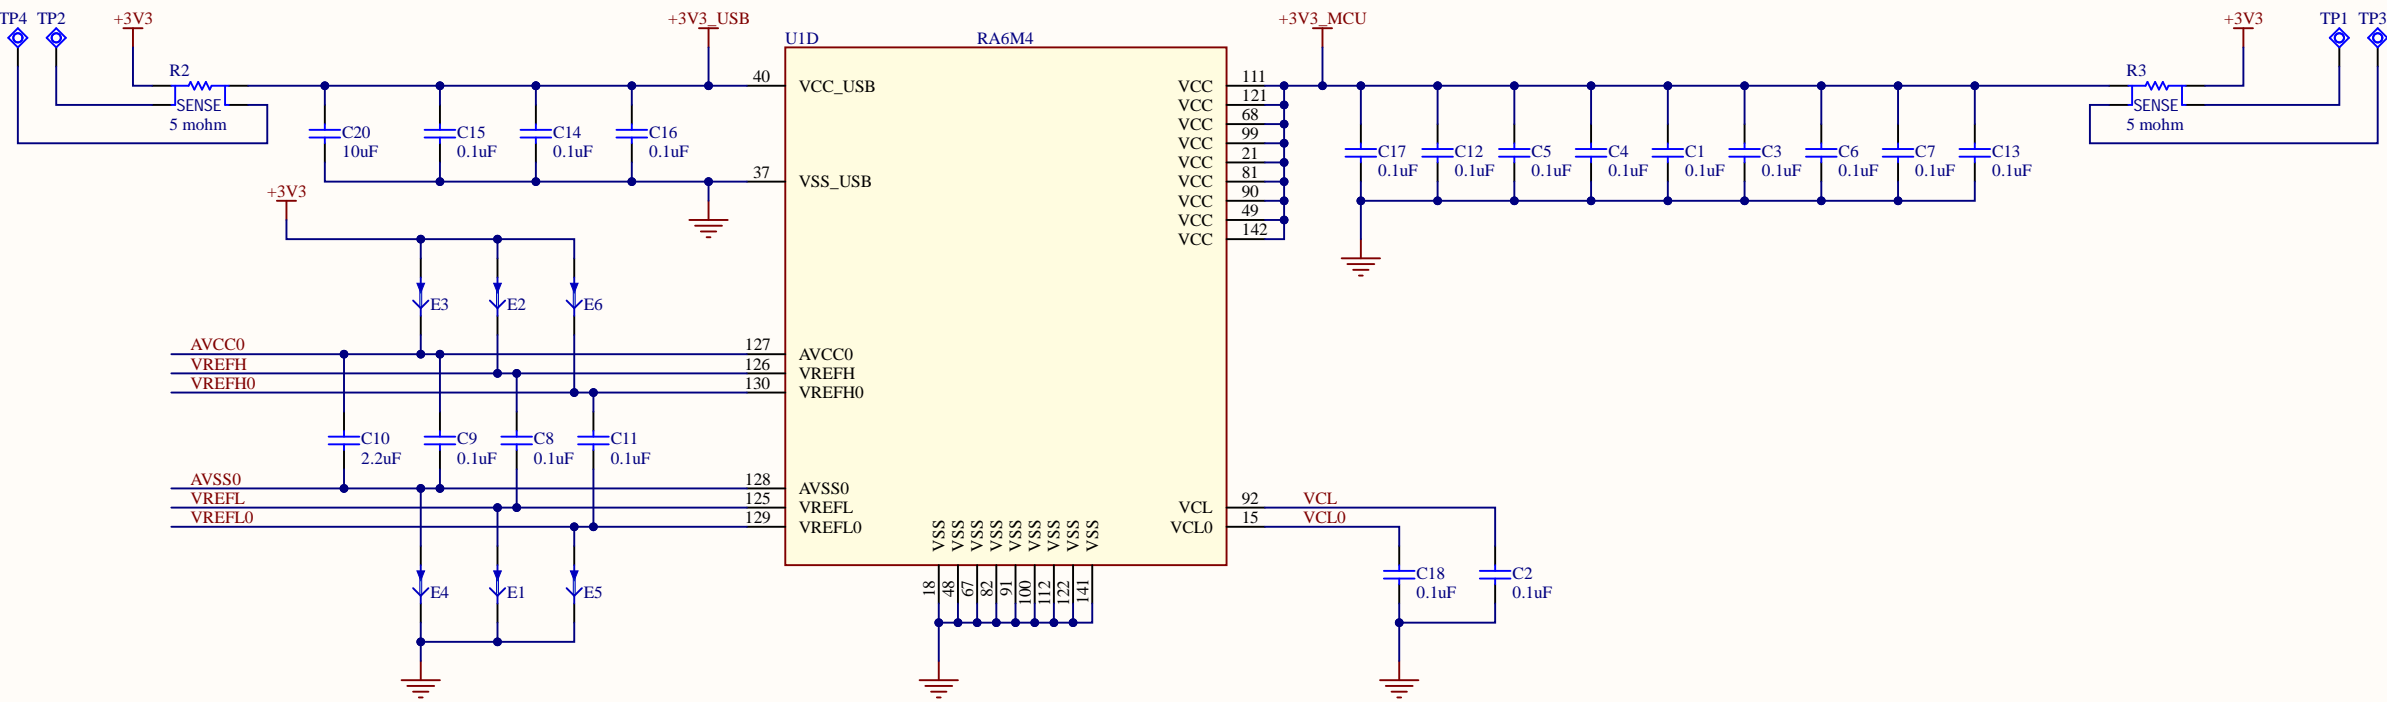 TP4 TP2 +3V3 +3V3_USB +3V3_MCU +3V3 TP1 TP3
U1D RA6M4
R2
SENSE
5 mohm
C20
10uF
C15
0.1uF
C14
0.1uF
C16
0.1uF
40 VCC_USB
37 VSS_USB
VCC 111
VCC 121
VCC 68
VCC 99
VCC 21
VCC 81
VCC 90
VCC 49
VCC 142
C17
0.1uF
C12
0.1uF
C5
0.1uF
C4
0.1uF
C1
0.1uF
C3
0.1uF
C6
0.1uF
C7
0.1uF
C13
0.1uF
R3
SENSE
5 mohm
+3V3
E3 E2 E6
AVCC0 127 AVCC0
VREFH 126 VREFH
VREFH0 130 VREFH0
C10
2.2uF
C9
0.1uF
C8
0.1uF
C11
0.1uF
AVSS0 128 AVSS0
VREFL 125 VREFL
VREFL0 129 VREFL0
VCL 92 VCL
VCL0 15 VCL0
VSS VSS VSS VSS VSS VSS VSS VSS VSS
18 48 67 82 91 100 112 122 141
E4 E1 E5
C18
0.1uF
C2
0.1uF